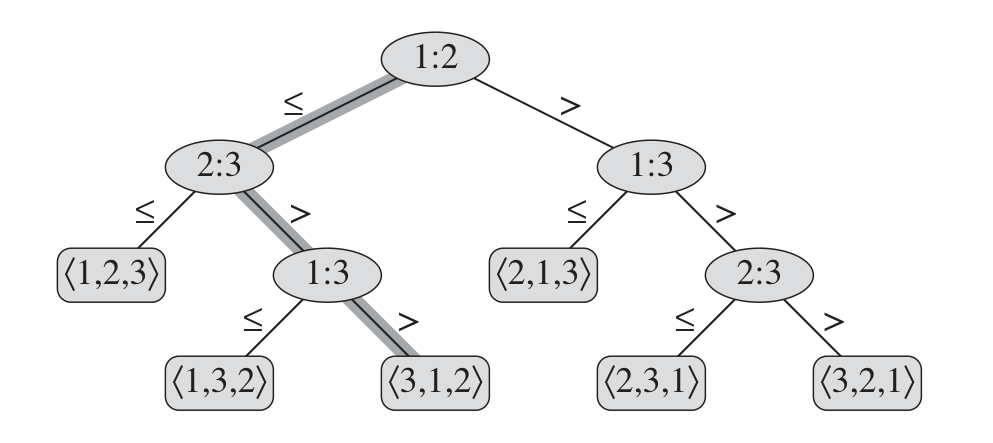 1:2
≤ >
2:3 1:3
≤ > ≤ >
⟨1,2,3⟩ 1:3 ⟨2,1,3⟩ 2:3
≤ > ≤ >
⟨1,3,2⟩ ⟨3,1,2⟩ ⟨2,3,1⟩ ⟨3,2,1⟩